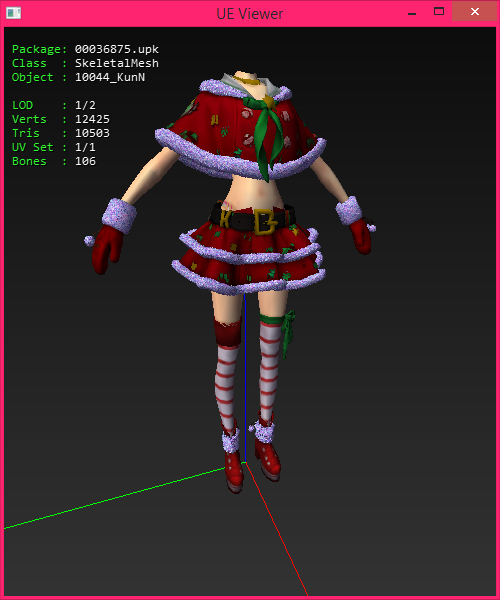 UE Viewer
Package: 00036875.upk
Class : SkeletalMesh
Object : 10044_KunN
LOD : 1/2
Verts : 12425
Tris : 10503
UV Set : 1/1
Bones : 106